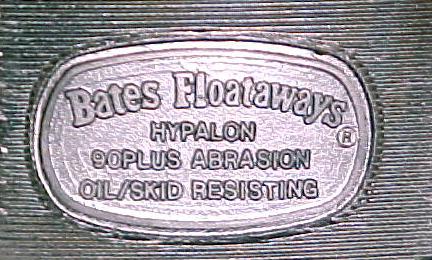 Bates Floataways®
HYPALON
90PLUS ABRASION
OIL/SKID RESISTING